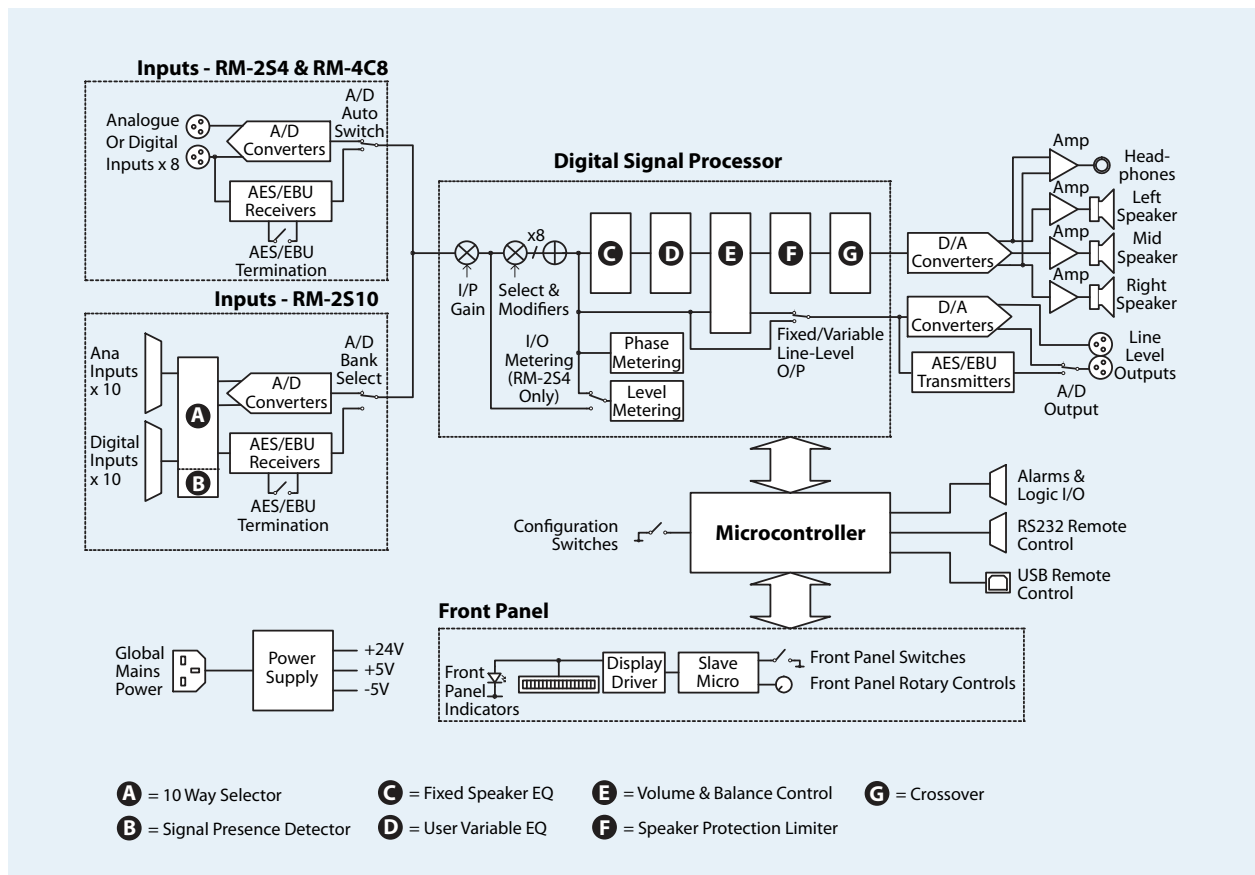 Inputs - RM-2S4 & RM-4C8
Analogue
Or Digital
Inputs x 8
A/D
Converters
A/D
Auto
Switch
AES/EBU
Receivers
AES/EBU
Termination
Inputs - RM-2S10
Ana
Inputs
x 10
Digital
Inputs
x 10
A
B
A/D
Converters
A/D
Bank
Select
AES/EBU
Receivers
AES/EBU
Termination
Digital Signal Processor
I/P
Gain
x8
Select &
Modifiers
C
D
E
F
G
I/O
Metering
(RM-2S4
Only)
Phase
Metering
Level
Metering
Fixed/Variable
Line-Level
O/P
D/A
Converters
D/A
Converters
AES/EBU
Transmitters
Amp
Head-
phones
Amp
Left
Speaker
Amp
Mid
Speaker
Amp
Right
Speaker
Line
Level
Outputs
A/D
Output
Configuration
Switches
Microcontroller
Alarms &
Logic I/O
RS232 Remote
Control
USB Remote
Control
Front Panel
Front
Panel
Indicators
Display
Driver
Slave
Micro
Front Panel Switches
Front Panel Rotary Controls
Global
Mains
Power
Power
Supply
+24V
+5V
-5V
A = 10 Way Selector
B = Signal Presence Detector
C = Fixed Speaker EQ
D = User Variable EQ
E = Volume & Balance Control
F = Speaker Protection Limiter
G = Crossover